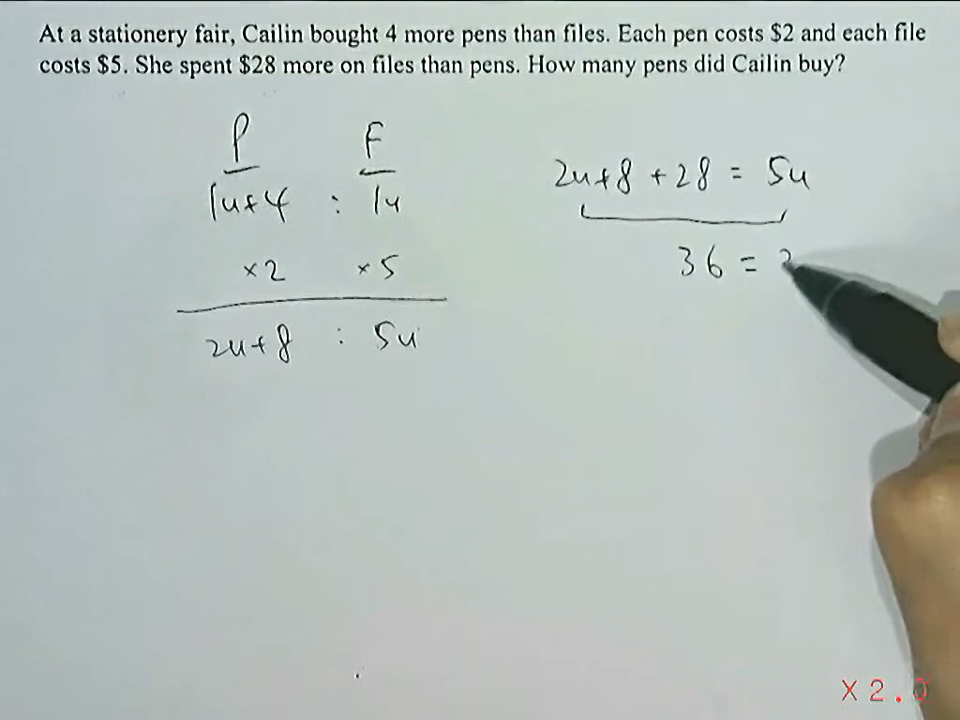 At a stationery fair, Cailin bought 4 more pens than files. Each pen costs $2 and each file
costs $5. She spent $28 more on files than pens. How many pens did Cailin buy?
P F
1u+4 : 1u
×2 ×5
2u+8 : 5u
2u+8 + 28 = 5u
36 =
X 2.0